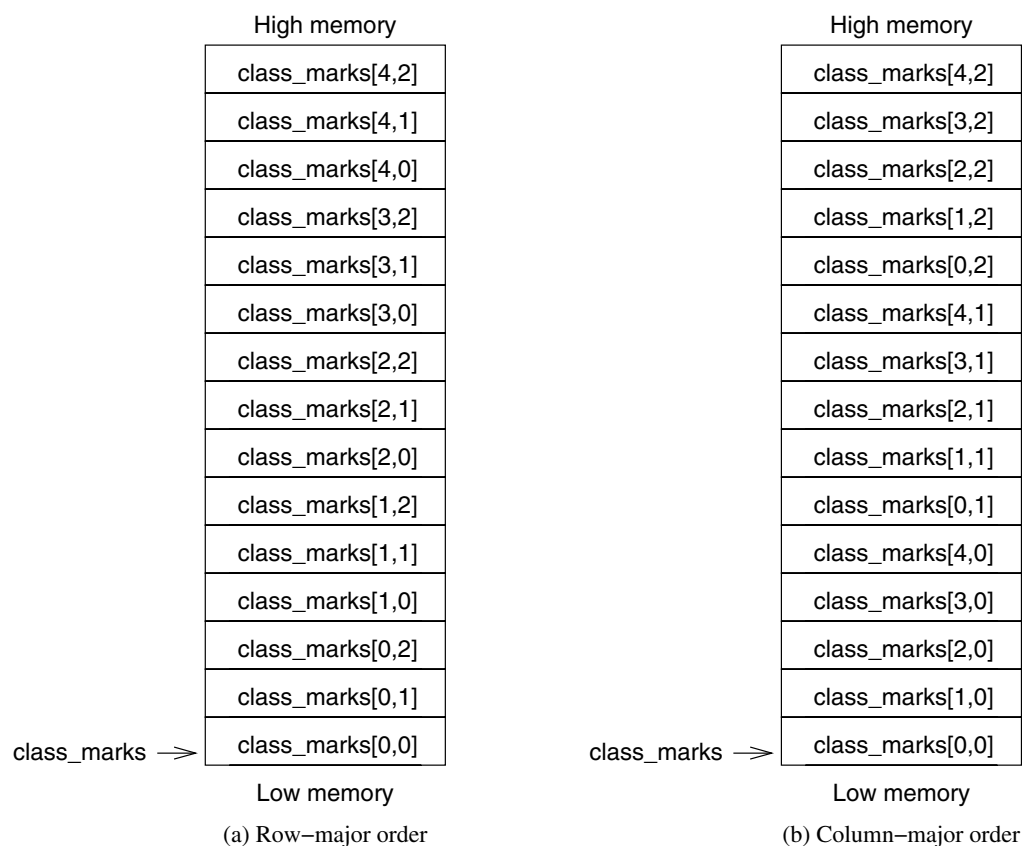 High memory
class_marks[4,2]
class_marks[4,1]
class_marks[4,0]
class_marks[3,2]
class_marks[3,1]
class_marks[3,0]
class_marks[2,2]
class_marks[2,1]
class_marks[2,0]
class_marks[1,2]
class_marks[1,1]
class_marks[1,0]
class_marks[0,2]
class_marks[0,1]
class_marks
class_marks[0,0]
Low memory
(a) Row−major order
High memory
class_marks[4,2]
class_marks[3,2]
class_marks[2,2]
class_marks[1,2]
class_marks[0,2]
class_marks[4,1]
class_marks[3,1]
class_marks[2,1]
class_marks[1,1]
class_marks[0,1]
class_marks[4,0]
class_marks[3,0]
class_marks[2,0]
class_marks[1,0]
class_marks
class_marks[0,0]
Low memory
(b) Column−major order